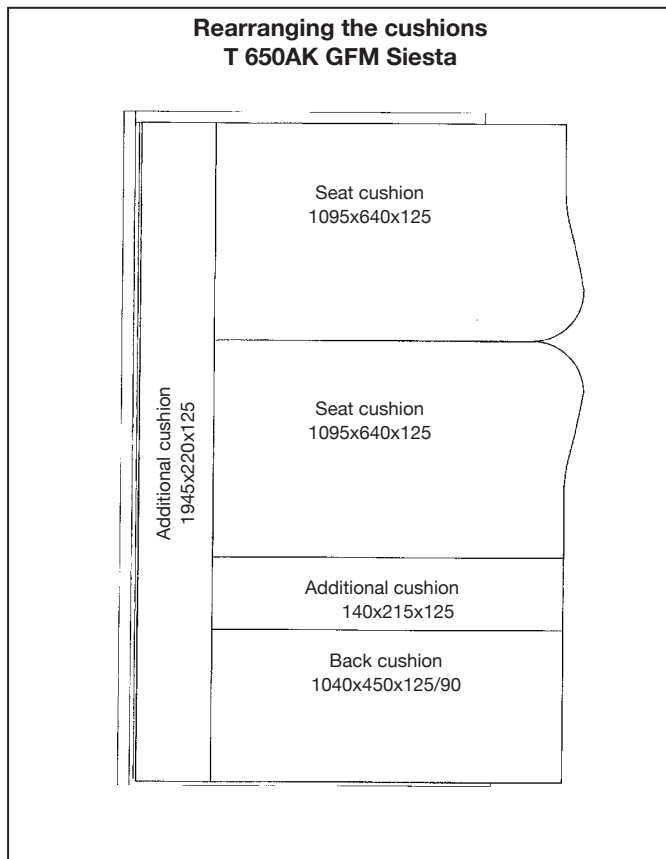 Rearranging the cushions
T 650AK GFM Siesta
Seat cushion
1095x640x125
Seat cushion
1095x640x125
Additional cushion
1945x220x125
Additional cushion
140x215x125
Back cushion
1040x450x125/90